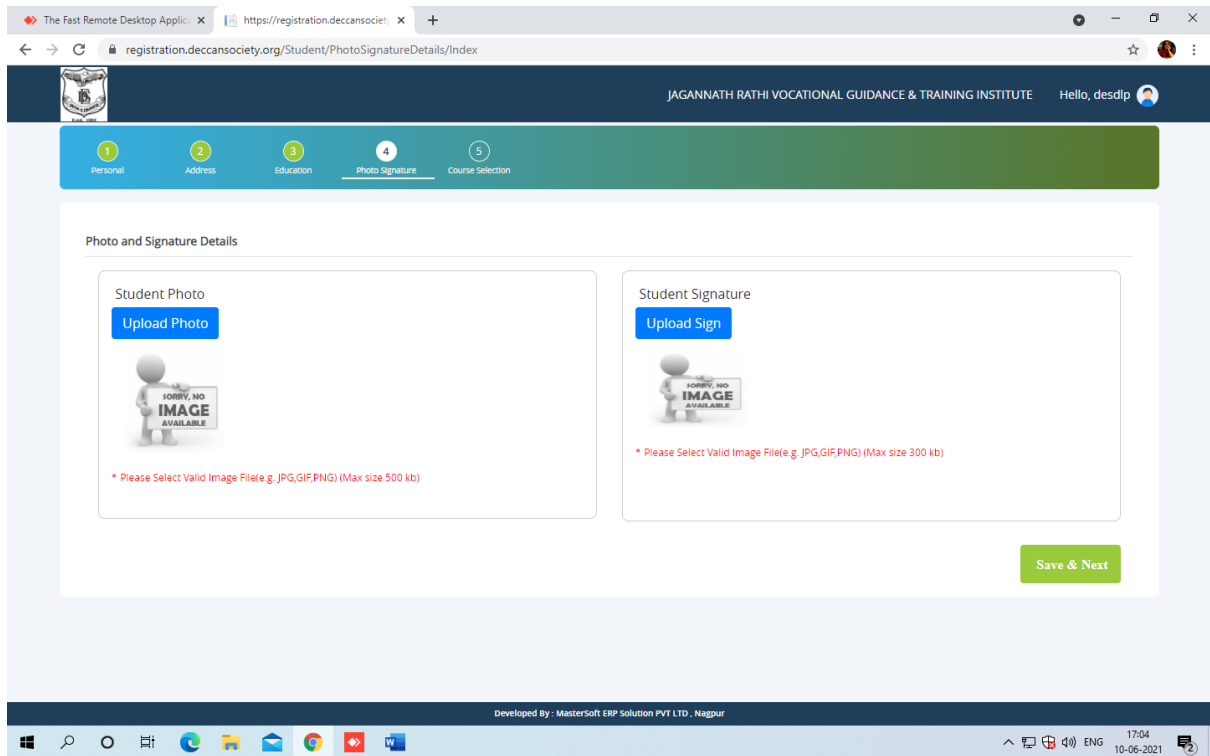 The Fast Remote Desktop Applic
https://registration.deccansociety
registration.deccansociety.org/Student/PhotoSignatureDetails/Index
JAGANNATH RATHI VOCATIONAL GUIDANCE & TRAINING INSTITUTE
Hello, desdlp
1
2
3
4
5
Personal
Address
Education
Photo Signature
Course Selection
Photo and Signature Details
Student Photo
Upload Photo
SORRY, NO
IMAGE
AVAILABLE
* Please Select Valid Image File(e.g. JPG,GIF,PNG) (Max size 500 kb)
Student Signature
Upload Sign
SORRY, NO
IMAGE
AVAILABLE
* Please Select Valid Image File(e.g. JPG,GIF,PNG) (Max size 300 kb)
Save & Next
Developed By : MasterSoft ERP Solution PVT LTD , Nagpur
ENG
17:04
10-06-2021
2